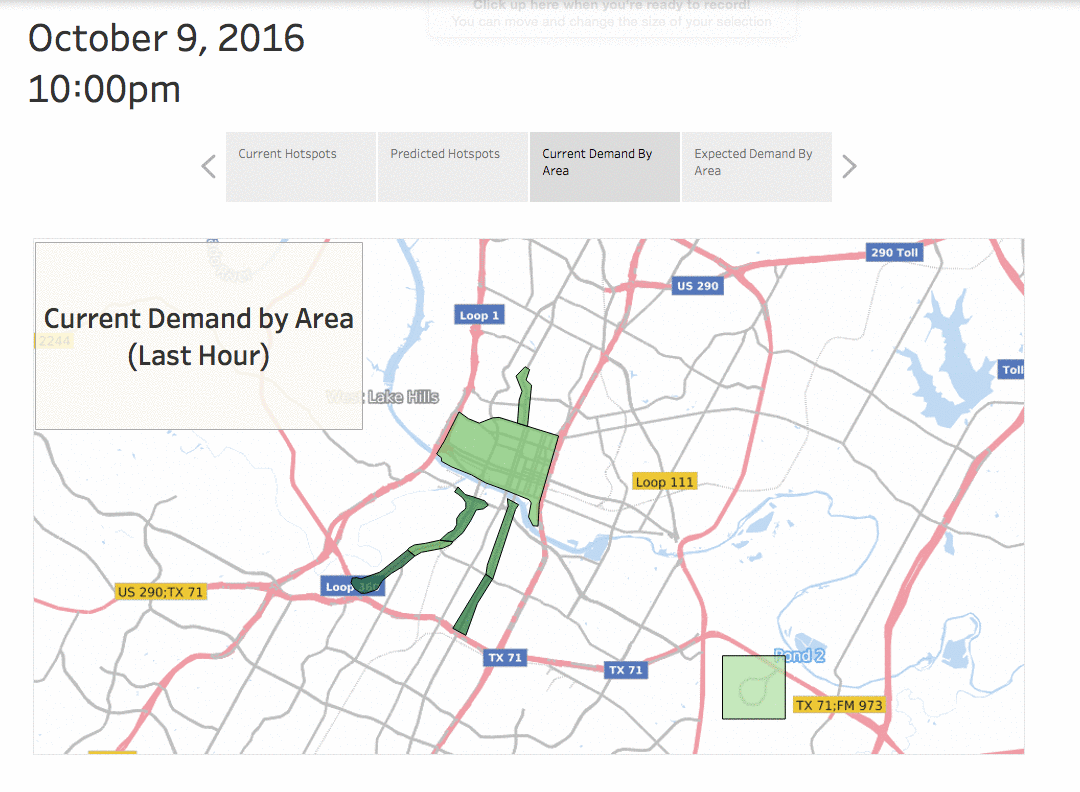 Click up here when you're ready to record!
You can move and change the size of your selection
October 9, 2016
10:00pm
Current Hotspots
Predicted Hotspots
Current Demand By
Area
Expected Demand By
Area
290 Toll
US 290
Loop 1
Current Demand by Area
(Last Hour)
2244
Toll
West Lake Hills
Loop 111
US 290;TX 71
Loop 360
TX 71
TX 71
Pond 2
TX 71;FM 973